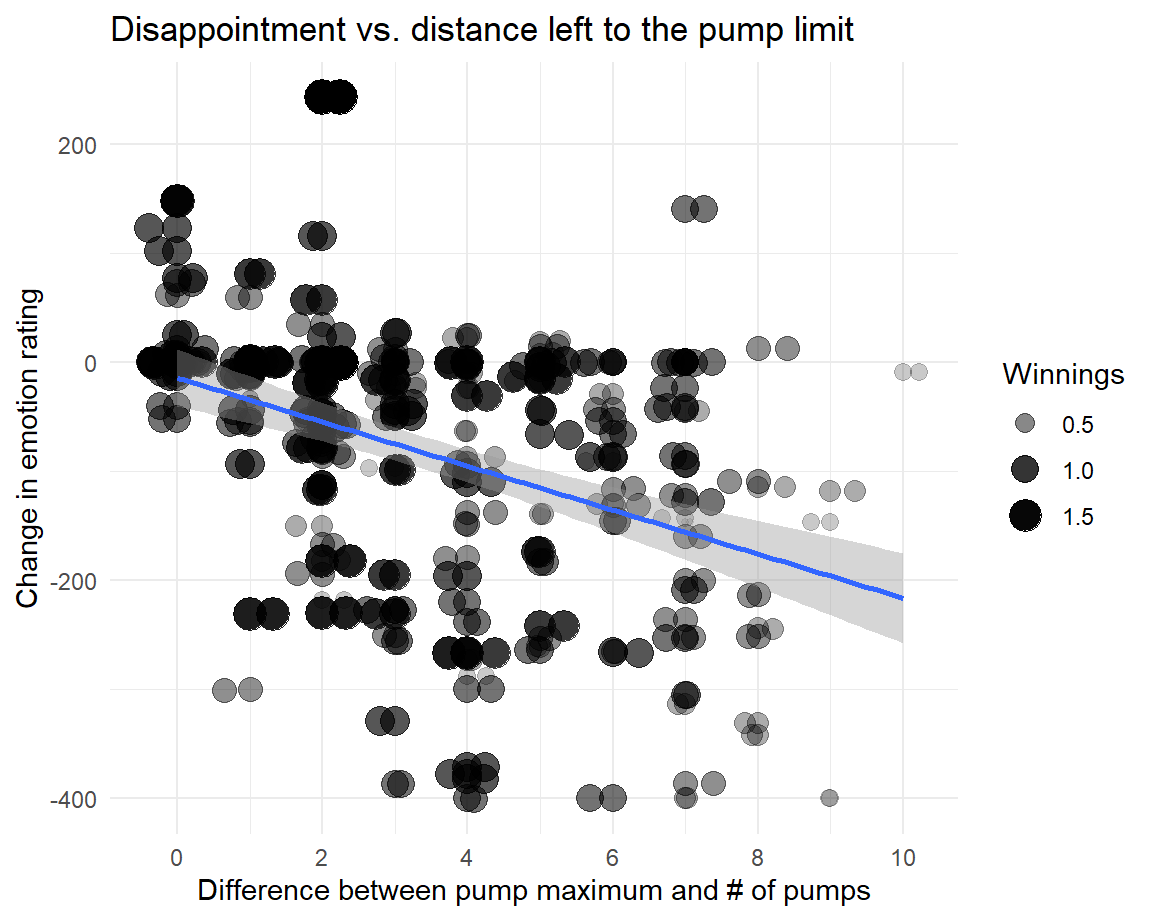 Disappointment vs. distance left to the pump limit
Change in emotion rating
200
0
-200
-400
0 2 4 6 8 10
Difference between pump maximum and # of pumps
Winnings
0.5
1.0
1.5